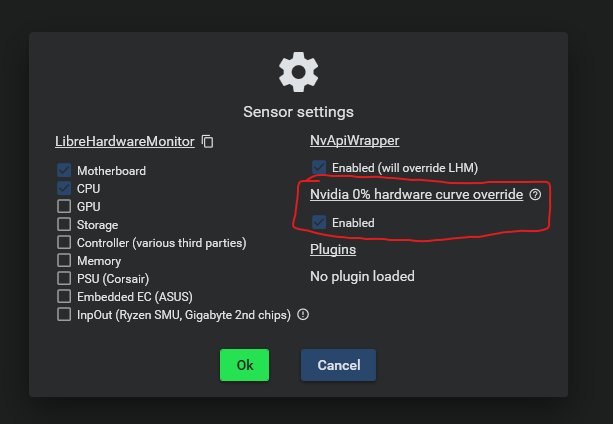 Sensor settings
LibreHardwareMonitor
Motherboard
CPU
GPU
Storage
Controller (various third parties)
Memory
PSU (Corsair)
Embedded EC (ASUS)
InpOut (Ryzen SMU, Gigabyte 2nd chips)
NvApiWrapper
Enabled (will override LHM)
Nvidia 0% hardware curve override
Enabled
Plugins
No plugin loaded
Ok
Cancel